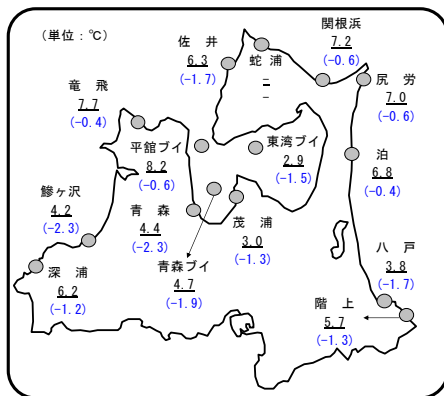 （単位：℃）
佐井
6.3
(-1.7)
蛇浦
－
－
関根浜
7.2
(-0.6)
尻労
7.0
(-0.6)
竜飛
7.7
(-0.4)
平舘ブイ
8.2
(-0.6)
東湾ブイ
2.9
(-1.5)
泊
6.8
(-0.4)
鰺ヶ沢
4.2
(-2.3)
青森
4.4
(-2.3)
茂浦
3.0
(-1.3)
深浦
6.2
(-1.2)
青森ブイ
4.7
(-1.9)
八戸
3.8
(-1.7)
階上
5.7
(-1.3)